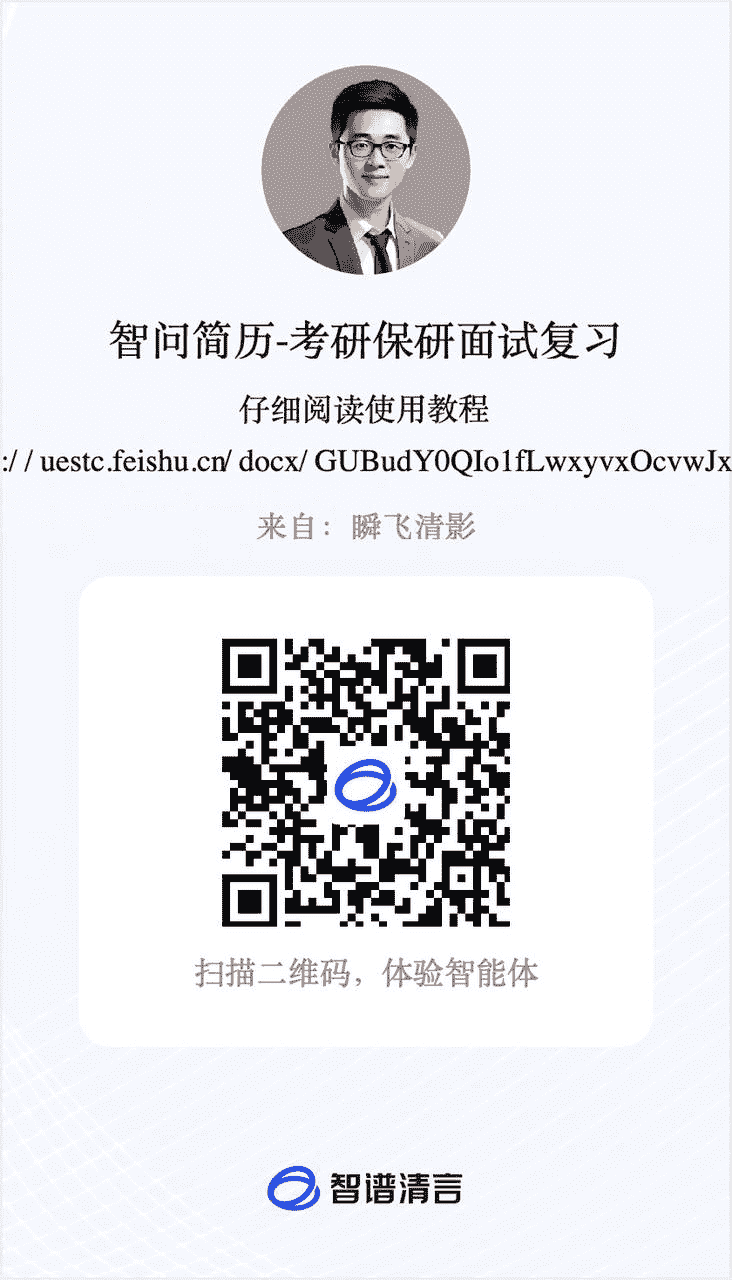 智问简历-考研保研面试复习
仔细阅读使用教程
:// uestc.feishu.cn/ docx/ GUBudY0QIo1fLwxyvxOcvwJx
来自：瞬飞清影
扫描二维码，体验智能体
智谱清言